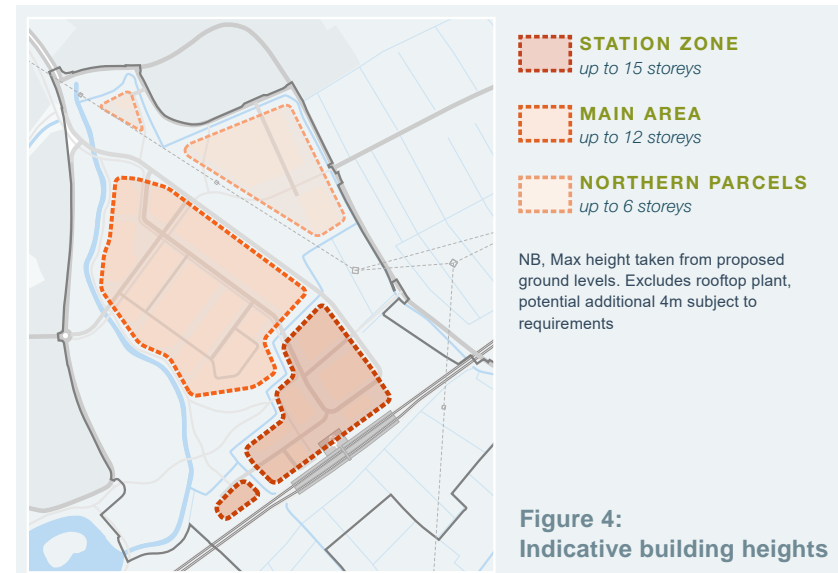 STATION ZONE
up to 15 storeys
MAIN AREA
up to 12 storeys
NORTHERN PARCELS
up to 6 storeys
NB, Max height taken from proposed
ground levels. Excludes rooftop plant,
potential additional 4m subject to
requirements
Figure 4:
Indicative building heights